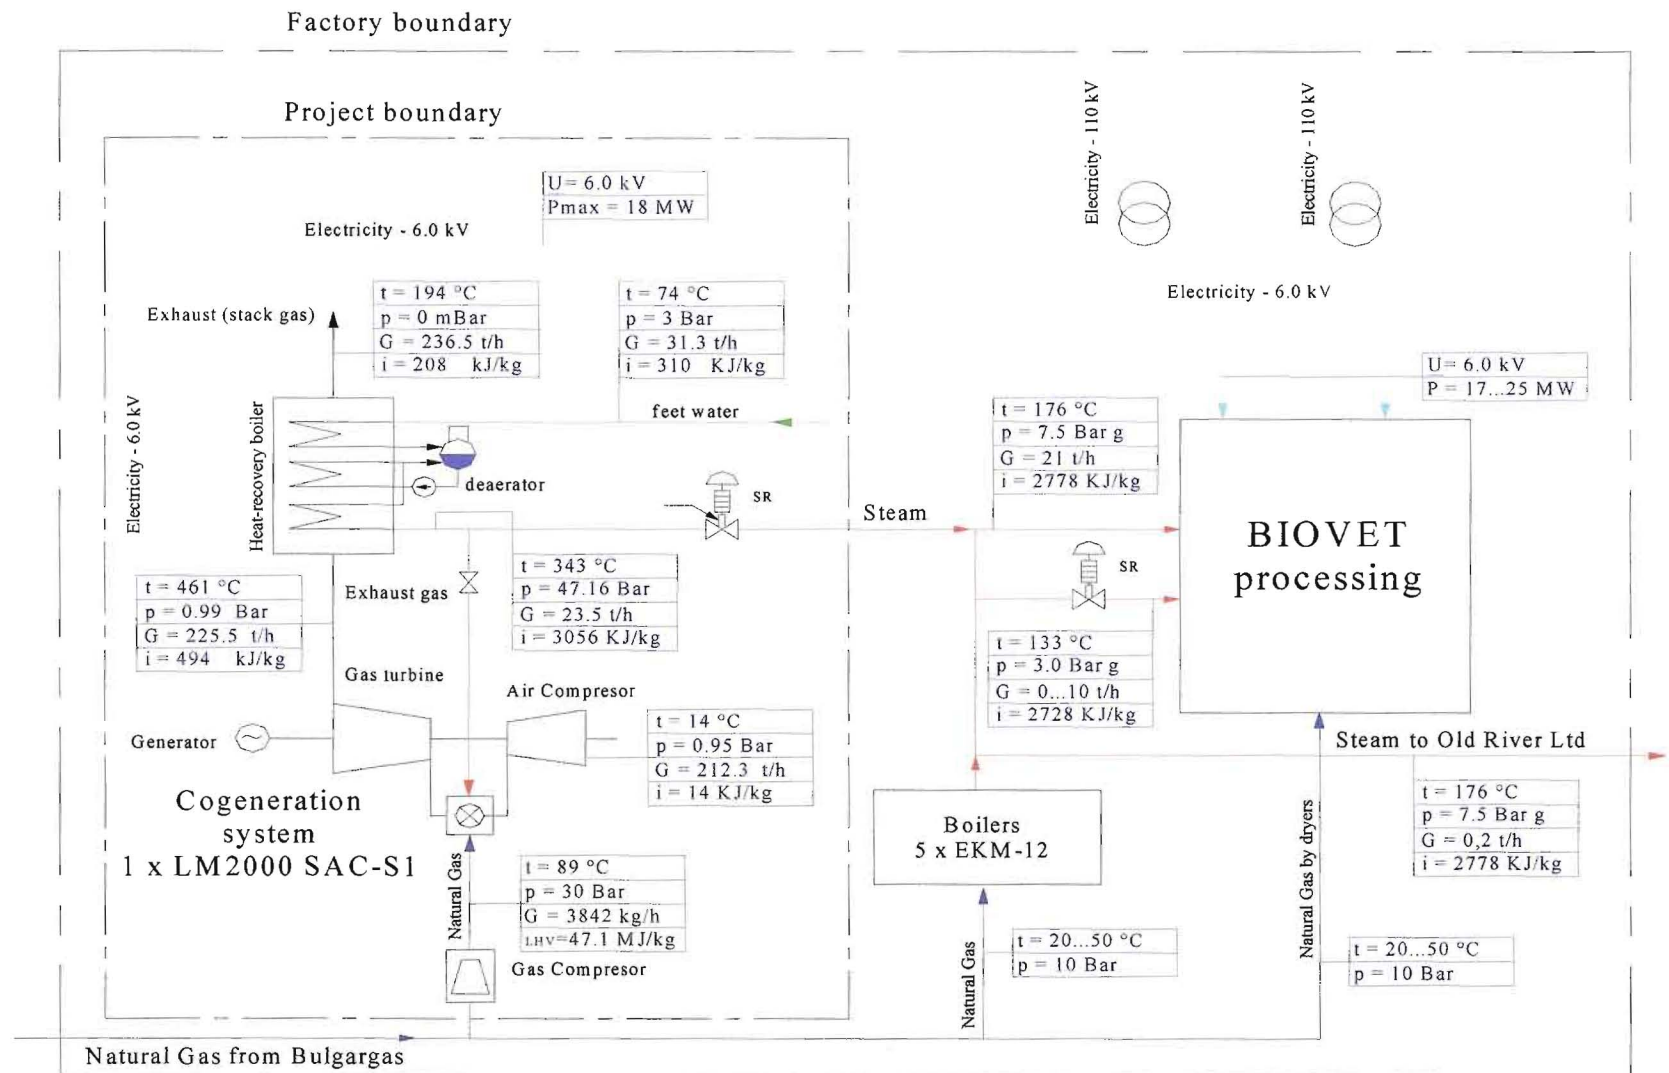 Factory boundary
Project boundary
Electricity - 110 kV
Electricity - 110 kV
U= 6.0 kV
Pmax = 18 MW
Electricity - 6.0 kV
Electricity - 6.0 kV
Exhaust (stack gas)
t = 194 °C
p = 0 mBar
G = 236.5 t/h
i = 208 kJ/kg
t = 74 °C
p = 3 Bar
G = 31.3 t/h
i = 310 KJ/kg
feet water
U= 6.0 kV
P = 17...25 MW
Electricity - 6.0 kV
Heat-recovery boiler
deaerator
SR
Steam
t = 176 °C
p = 7.5 Bar g
G = 21 t/h
i = 2778 KJ/kg
BIOVET
processing
SR
t = 461 °C
p = 0.99 Bar
G = 225.5 t/h
i = 494 kJ/kg
Exhaust gas
t = 343 °C
p = 47.16 Bar
G = 23.5 t/h
i = 3056 KJ/kg
t = 133 °C
p = 3.0 Bar g
G = 0...10 t/h
i = 2728 KJ/kg
Gas turbine
Air Compresor
Generator
t = 14 °C
p = 0.95 Bar
G = 212.3 t/h
i = 14 KJ/kg
Steam to Old River Ltd
t = 176 °C
p = 7.5 Bar g
G = 0,2 t/h
i = 2778 KJ/kg
Cogeneration
system
1 x LM2000 SAC-S1
Boilers
5 x EKM-12
Natural Gas
t = 89 °C
p = 30 Bar
G = 3842 kg/h
LHV=47.1 MJ/kg
Gas Compresor
Natural Gas
t = 20...50 °C
p = 10 Bar
Natural Gas by dryers
t = 20...50 °C
p = 10 Bar
Natural Gas from Bulgargas